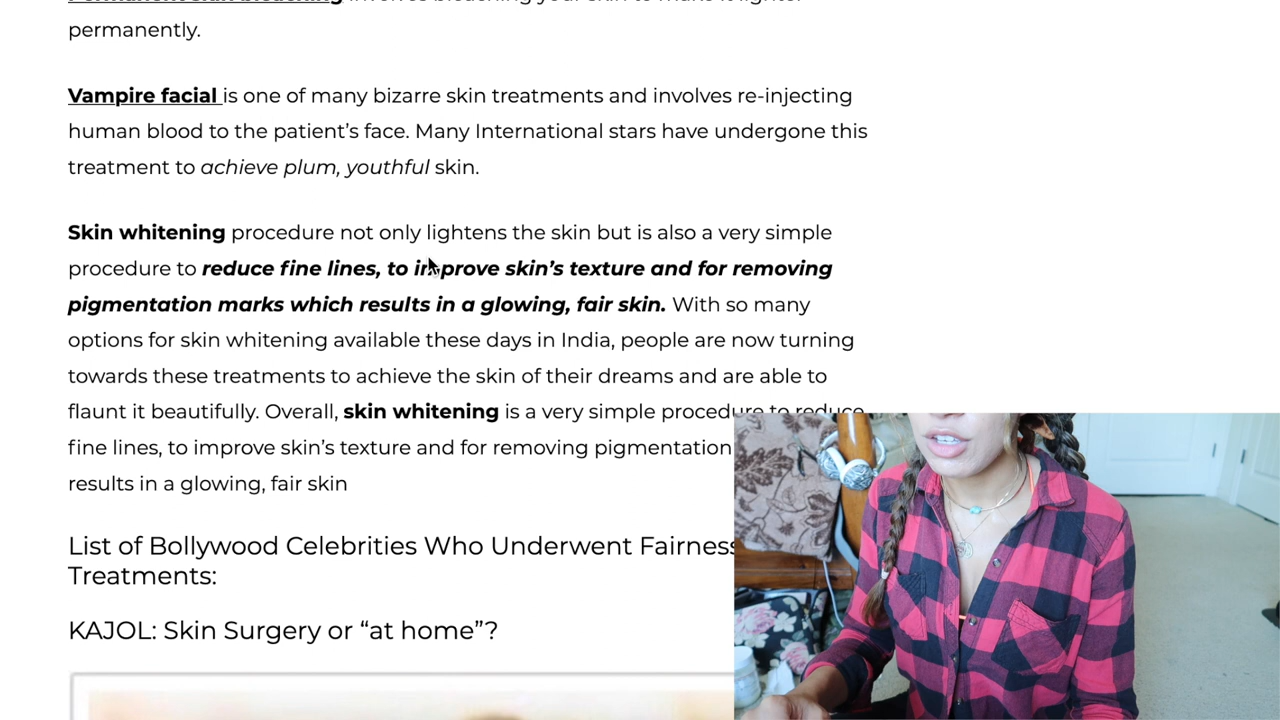 permanently.
Vampire facial is one of many bizarre skin treatments and involves re-injecting
human blood to the patient’s face. Many International stars have undergone this
treatment to achieve plum, youthful skin.
Skin whitening procedure not only lightens the skin but is also a very simple
procedure to reduce fine lines, to improve skin’s texture and for removing
pigmentation marks which results in a glowing, fair skin. With so many
options for skin whitening available these days in India, people are now turning
towards these treatments to achieve the skin of their dreams and are able to
flaunt it beautifully. Overall, skin whitening is a very simple procedure to reduce
fine lines, to improve skin’s texture and for removing pigmentation
results in a glowing, fair skin
List of Bollywood Celebrities Who Underwent Fairness
Treatments:
KAJOL: Skin Surgery or “at home”?